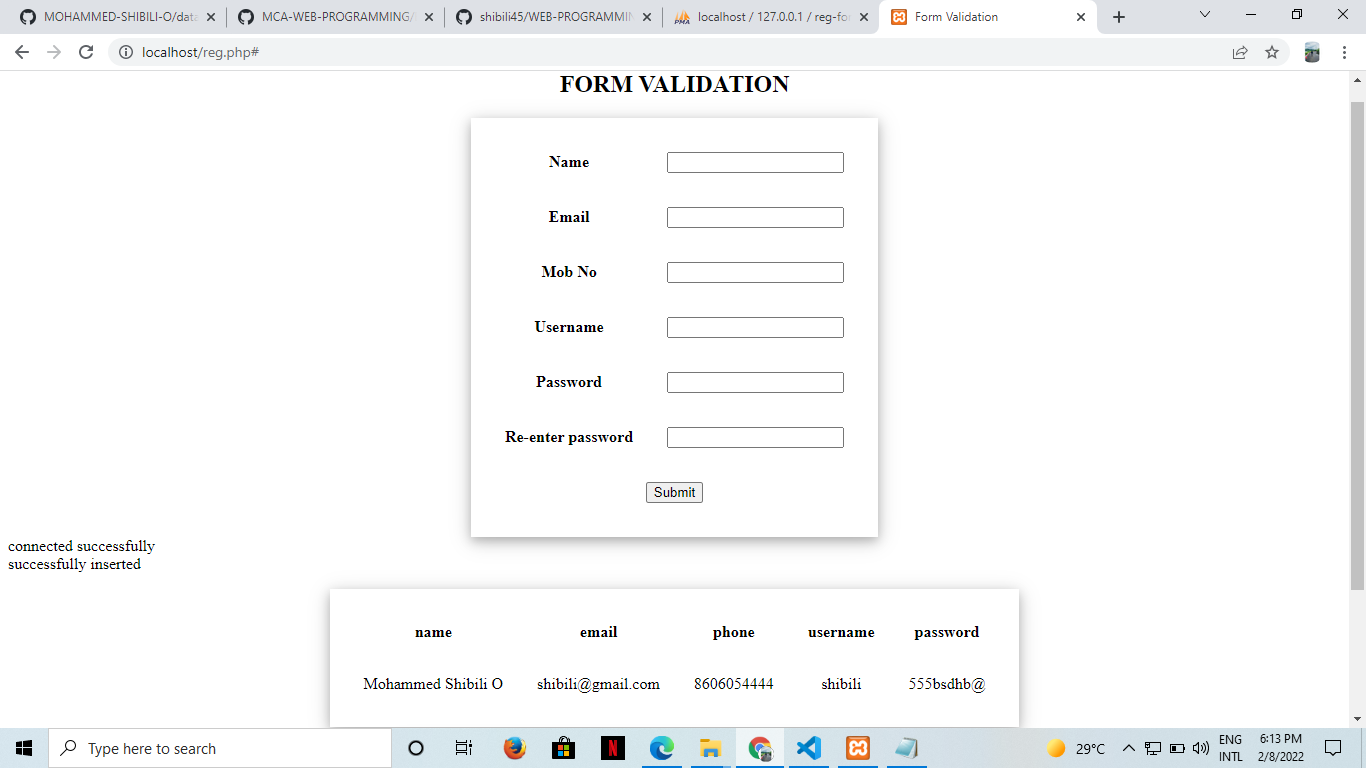 MOHAMMED-SHIBILI-O/data
MCA-WEB-PROGRAMMING/
shibili45/WEB-PROGRAMMIN
localhost / 127.0.0.1 / reg-for
Form Validation
localhost/reg.php#
FORM VALIDATION
Name
Email
Mob No
Username
Password
Re-enter password
Submit
connected successfully
successfully inserted
name email phone username password
Mohammed Shibili O shibili@gmail.com 8606054444 shibili 555bsdhb@
Type here to search
29°C
ENG
INTL
6:13 PM
2/8/2022